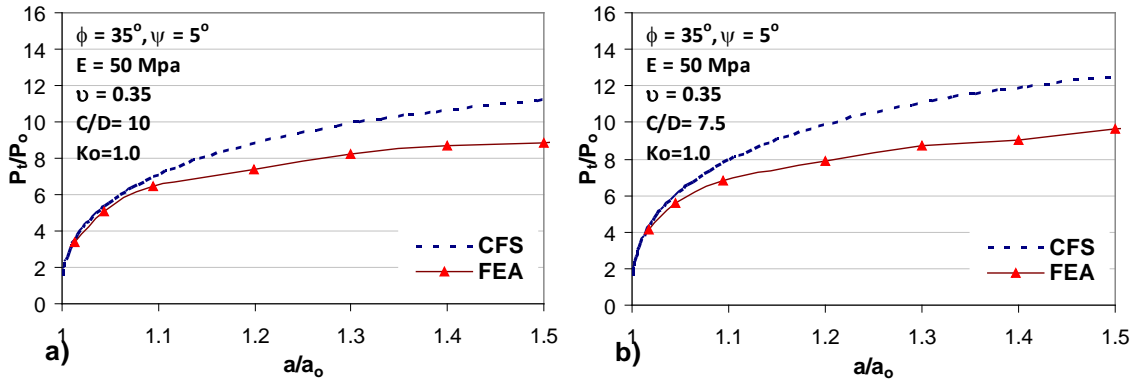 16
14
12
10
8
6
4
2
0
Pt/Po
ϕ = 35°, ψ = 5°
E = 50 Mpa
υ = 0.35
C/D= 10
Ko=1.0
CFS
FEA
1
1.1
1.2
1.3
1.4
1.5
a)
a/ao
16
14
12
10
8
6
4
2
0
Pt/Po
ϕ = 35°, ψ = 5°
E = 50 Mpa
υ = 0.35
C/D= 7.5
Ko=1.0
CFS
FEA
1
1.1
1.2
1.3
1.4
1.5
b)
a/ao